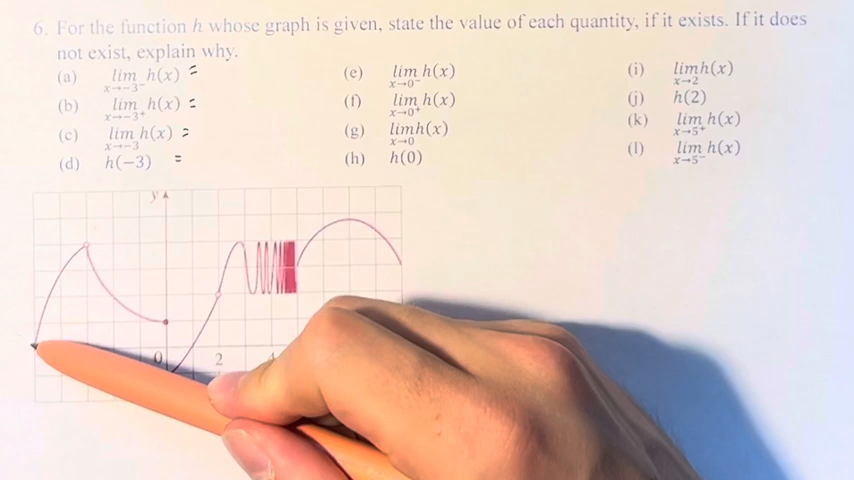 6. For the function h whose graph is given, state the value of each quantity, if it exists. If it does
not exist, explain why.
(a) lim x→−3⁻ h(x) =
(b) lim x→−3⁺ h(x) =
(c) lim x→−3 h(x) =
(d) h(−3) =
(e) lim x→0⁻ h(x)
(f) lim x→0⁺ h(x)
(g) lim x→0 h(x)
(h) h(0)
(i) lim x→2 h(x)
(j) h(2)
(k) lim x→5⁺ h(x)
(l) lim x→5⁻ h(x)
y
0 2